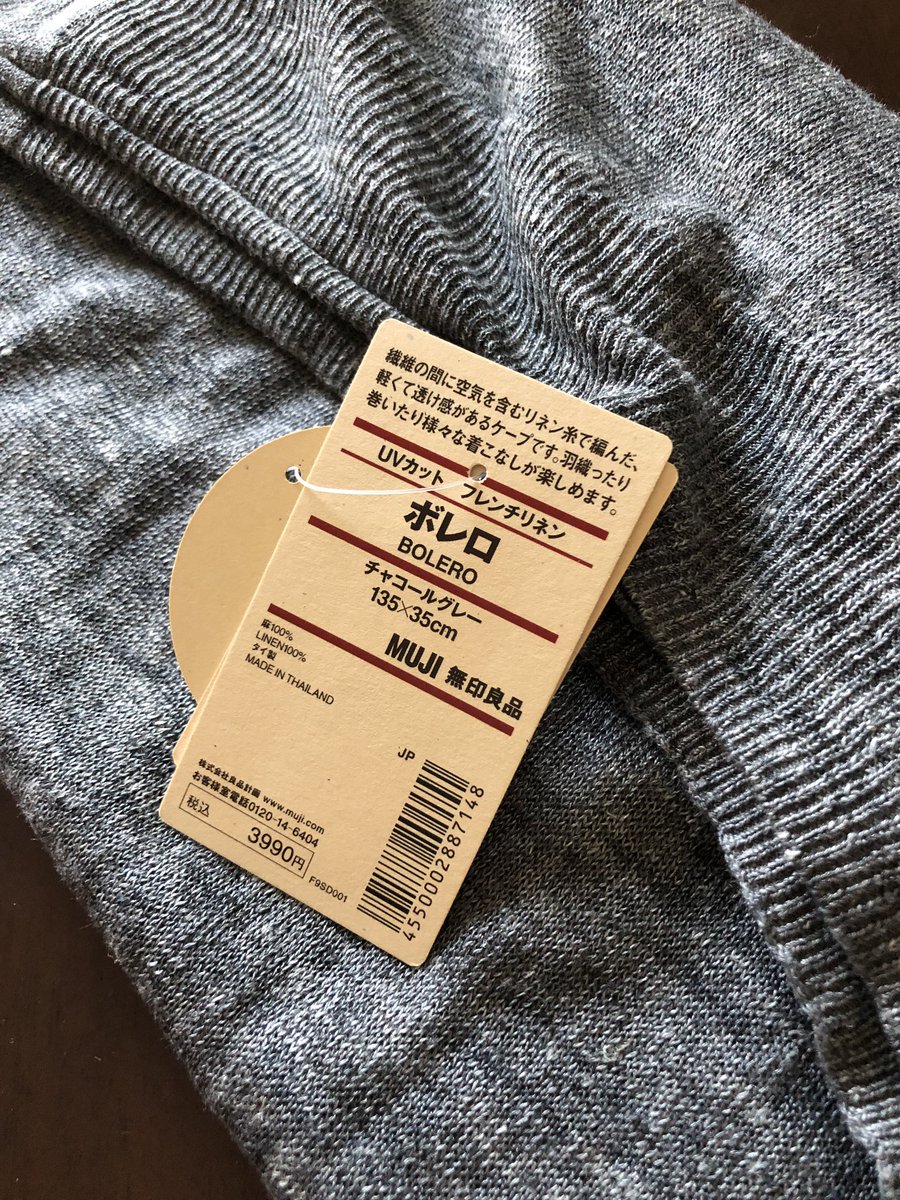 繊維の間に空気を含むリネン糸で編んだ、
軽くて透け感があるケープです。羽織ったり
巻いたり様々な着こなしが楽しめます。
UVカット フレンチリネン
ボレロ
BOLERO
チャコールグレー
135×35cm
MUJI 無印良品
麻100%
LINEN100%
タイ製
MADE IN THAILAND
JP
株式会社良品計画 www.muji.com
お客様室電話0120-14-6404
税込 3990円
F9SD001
4550002887148